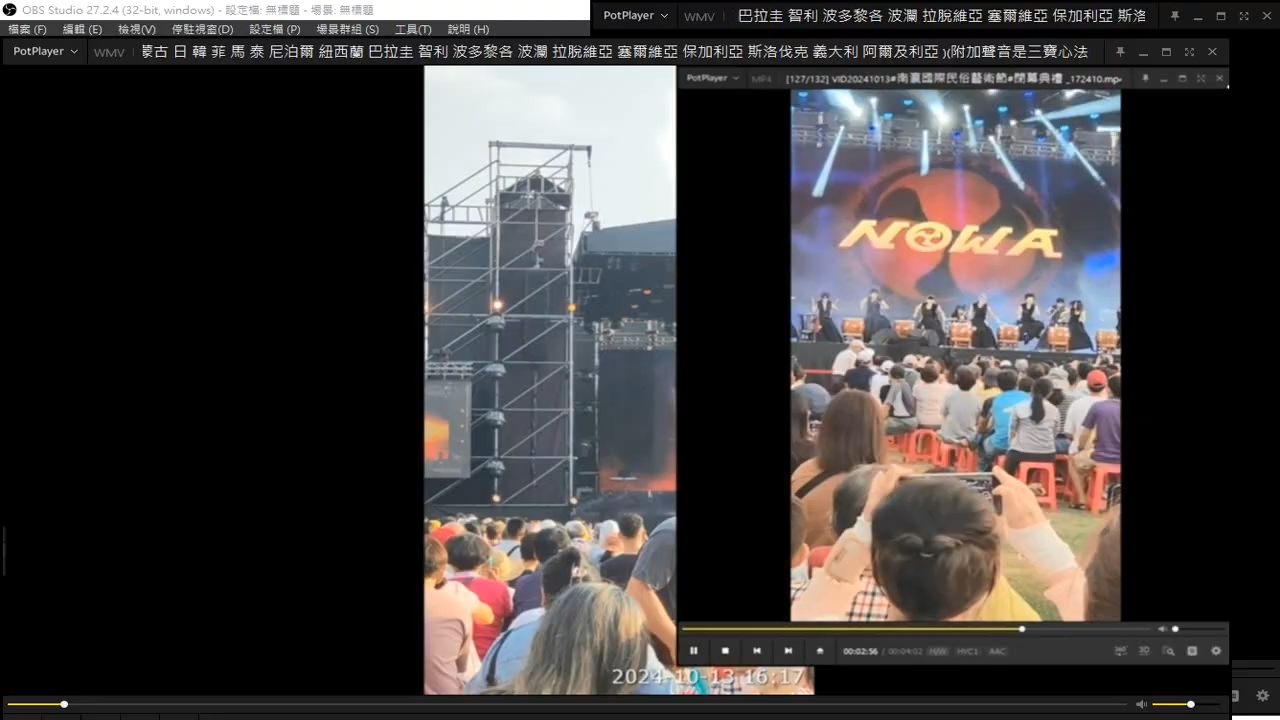 OBS Studio 27.2.4 (32-bit, windows) - 設定檔: 無標題 - 場景: 無標題
檔案 (F) 編輯 (E) 檢視(V) 停駐視窗(D) 設定檔 (P) 場景群組 (S) 工具(T) 說明 (H)
PotPlayer WMV 巴拉圭 智利 波多黎各 波瀾 拉脫維亞 塞爾維亞 保加利亞 斯洛
PotPlayer WMV 蒙古 日 韓 菲 馬 泰 尼泊爾 紐西蘭 巴拉圭 智利 波多黎各 波瀾 拉脫維亞 塞爾維亞 保加利亞 斯洛伐克 義大利 阿爾及利亞 )(附加聲音是三寶心法
PotPlayer MP4 [127/132] VID20241013#南瀛國際民俗藝術節#閉幕典禮 _172410.mp4
NOWA
00:02:56 / 00:04:02 H/W HVC1 AAC
360° 3D
2024-10-13 16:17